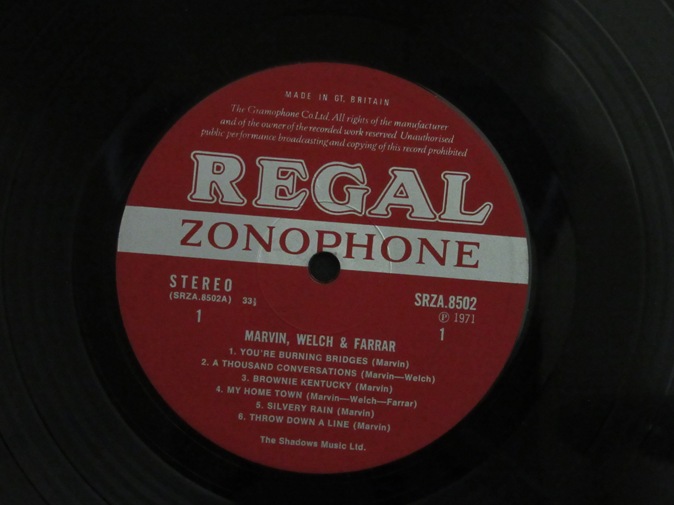 MADE IN GT. BRITAIN
The Gramophone Co. Ltd. All rights of the manufacturer
and of the owner of the recorded work reserved. Unauthorised
public performance broadcasting and copying of this record prohibited
REGAL
ZONOPHONE
STEREO
(SRZA.8502A) 33⅓
1
SRZA.8502
Ⓟ 1971
1
MARVIN, WELCH & FARRAR
1. YOU'RE BURNING BRIDGES (Marvin)
2. A THOUSAND CONVERSATIONS (Marvin—Welch)
3. BROWNIE KENTUCKY (Marvin)
4. MY HOME TOWN (Marvin—Welch—Farrar)
5. SILVERY RAIN (Marvin)
6. THROW DOWN A LINE (Marvin)
The Shadows Music Ltd.